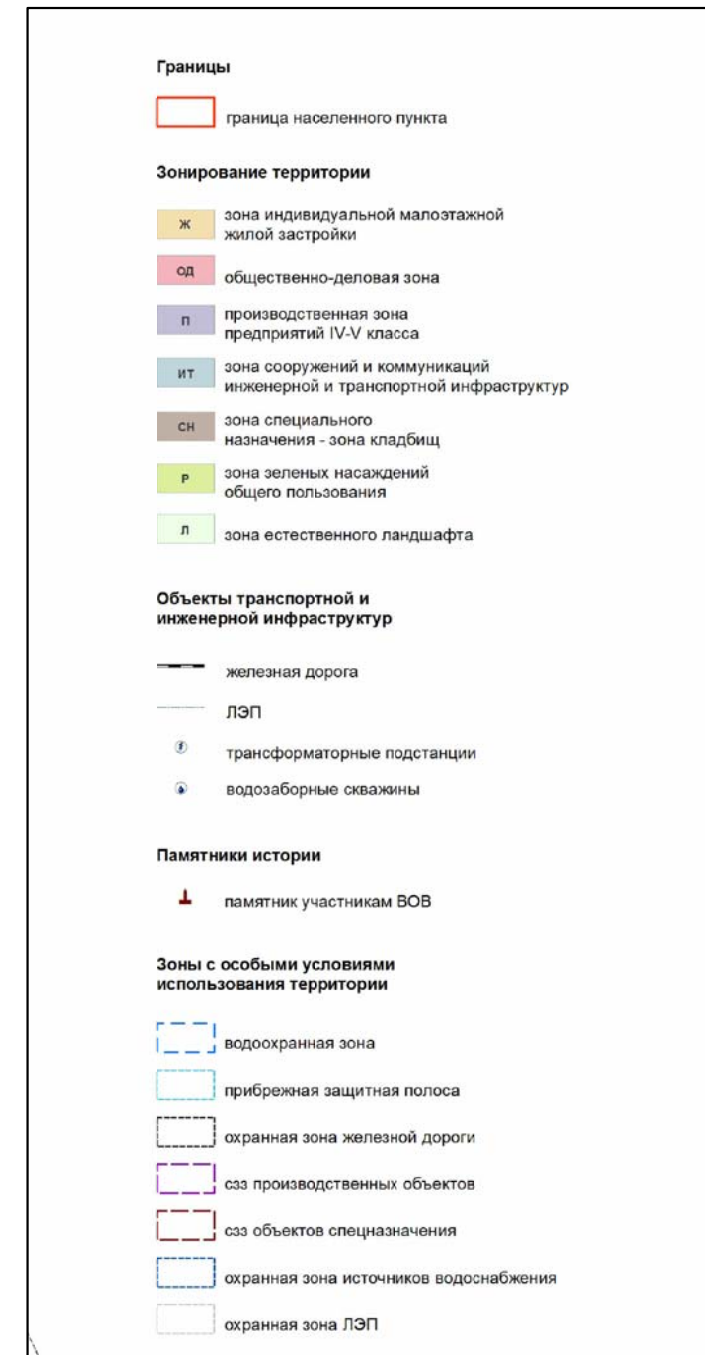 Границы
граница населенного пункта
Зонирование территории
Ж
зона индивидуальной малоэтажной
жилой застройки
ОД
общественно-деловая зона
П
производственная зона
предприятий IV-V класса
ИТ
зона сооружений и коммуникаций
инженерной и транспортной инфраструктур
СН
зона специального
назначения - зона кладбищ
Р
зона зеленых насаждений
общего пользования
Л
зона естественного ландшафта
Объекты транспортной и
инженерной инфраструктур
железная дорога
ЛЭП
трансформаторные подстанции
водозаборные скважины
Памятники истории
памятник участникам ВОВ
Зоны с особыми условиями
использования территории
водоохранная зона
прибрежная защитная полоса
охранная зона железной дороги
сзз производственных объектов
сзз объектов спецназначения
охранная зона источников водоснабжения
охранная зона ЛЭП